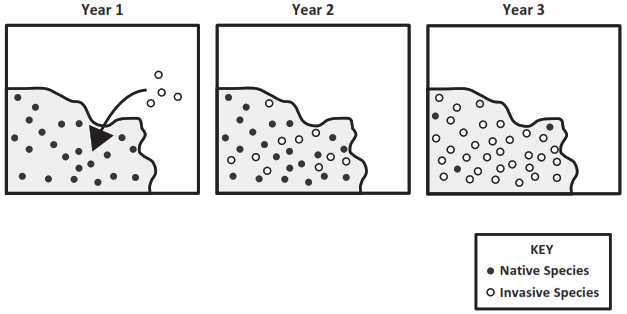 Year 1
Year 2
Year 3
KEY
Native Species
Invasive Species